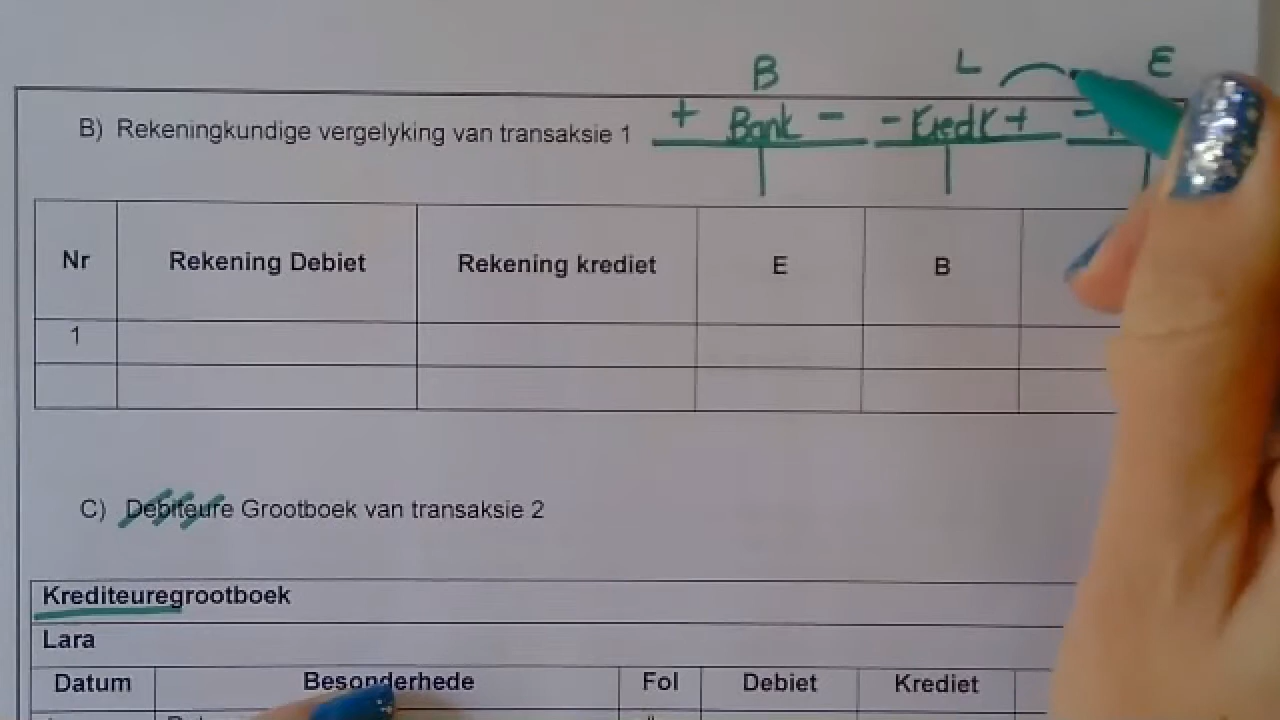 B L E
+ Bank - - Kredk + -
B) Rekeningkundige vergelyking van transaksie 1
Nr Rekening Debiet Rekening krediet E B
1
C) Debiteure Grootboek van transaksie 2
Krediteuregrootboek
Lara
Datum Besonderhede Fol Debiet Krediet